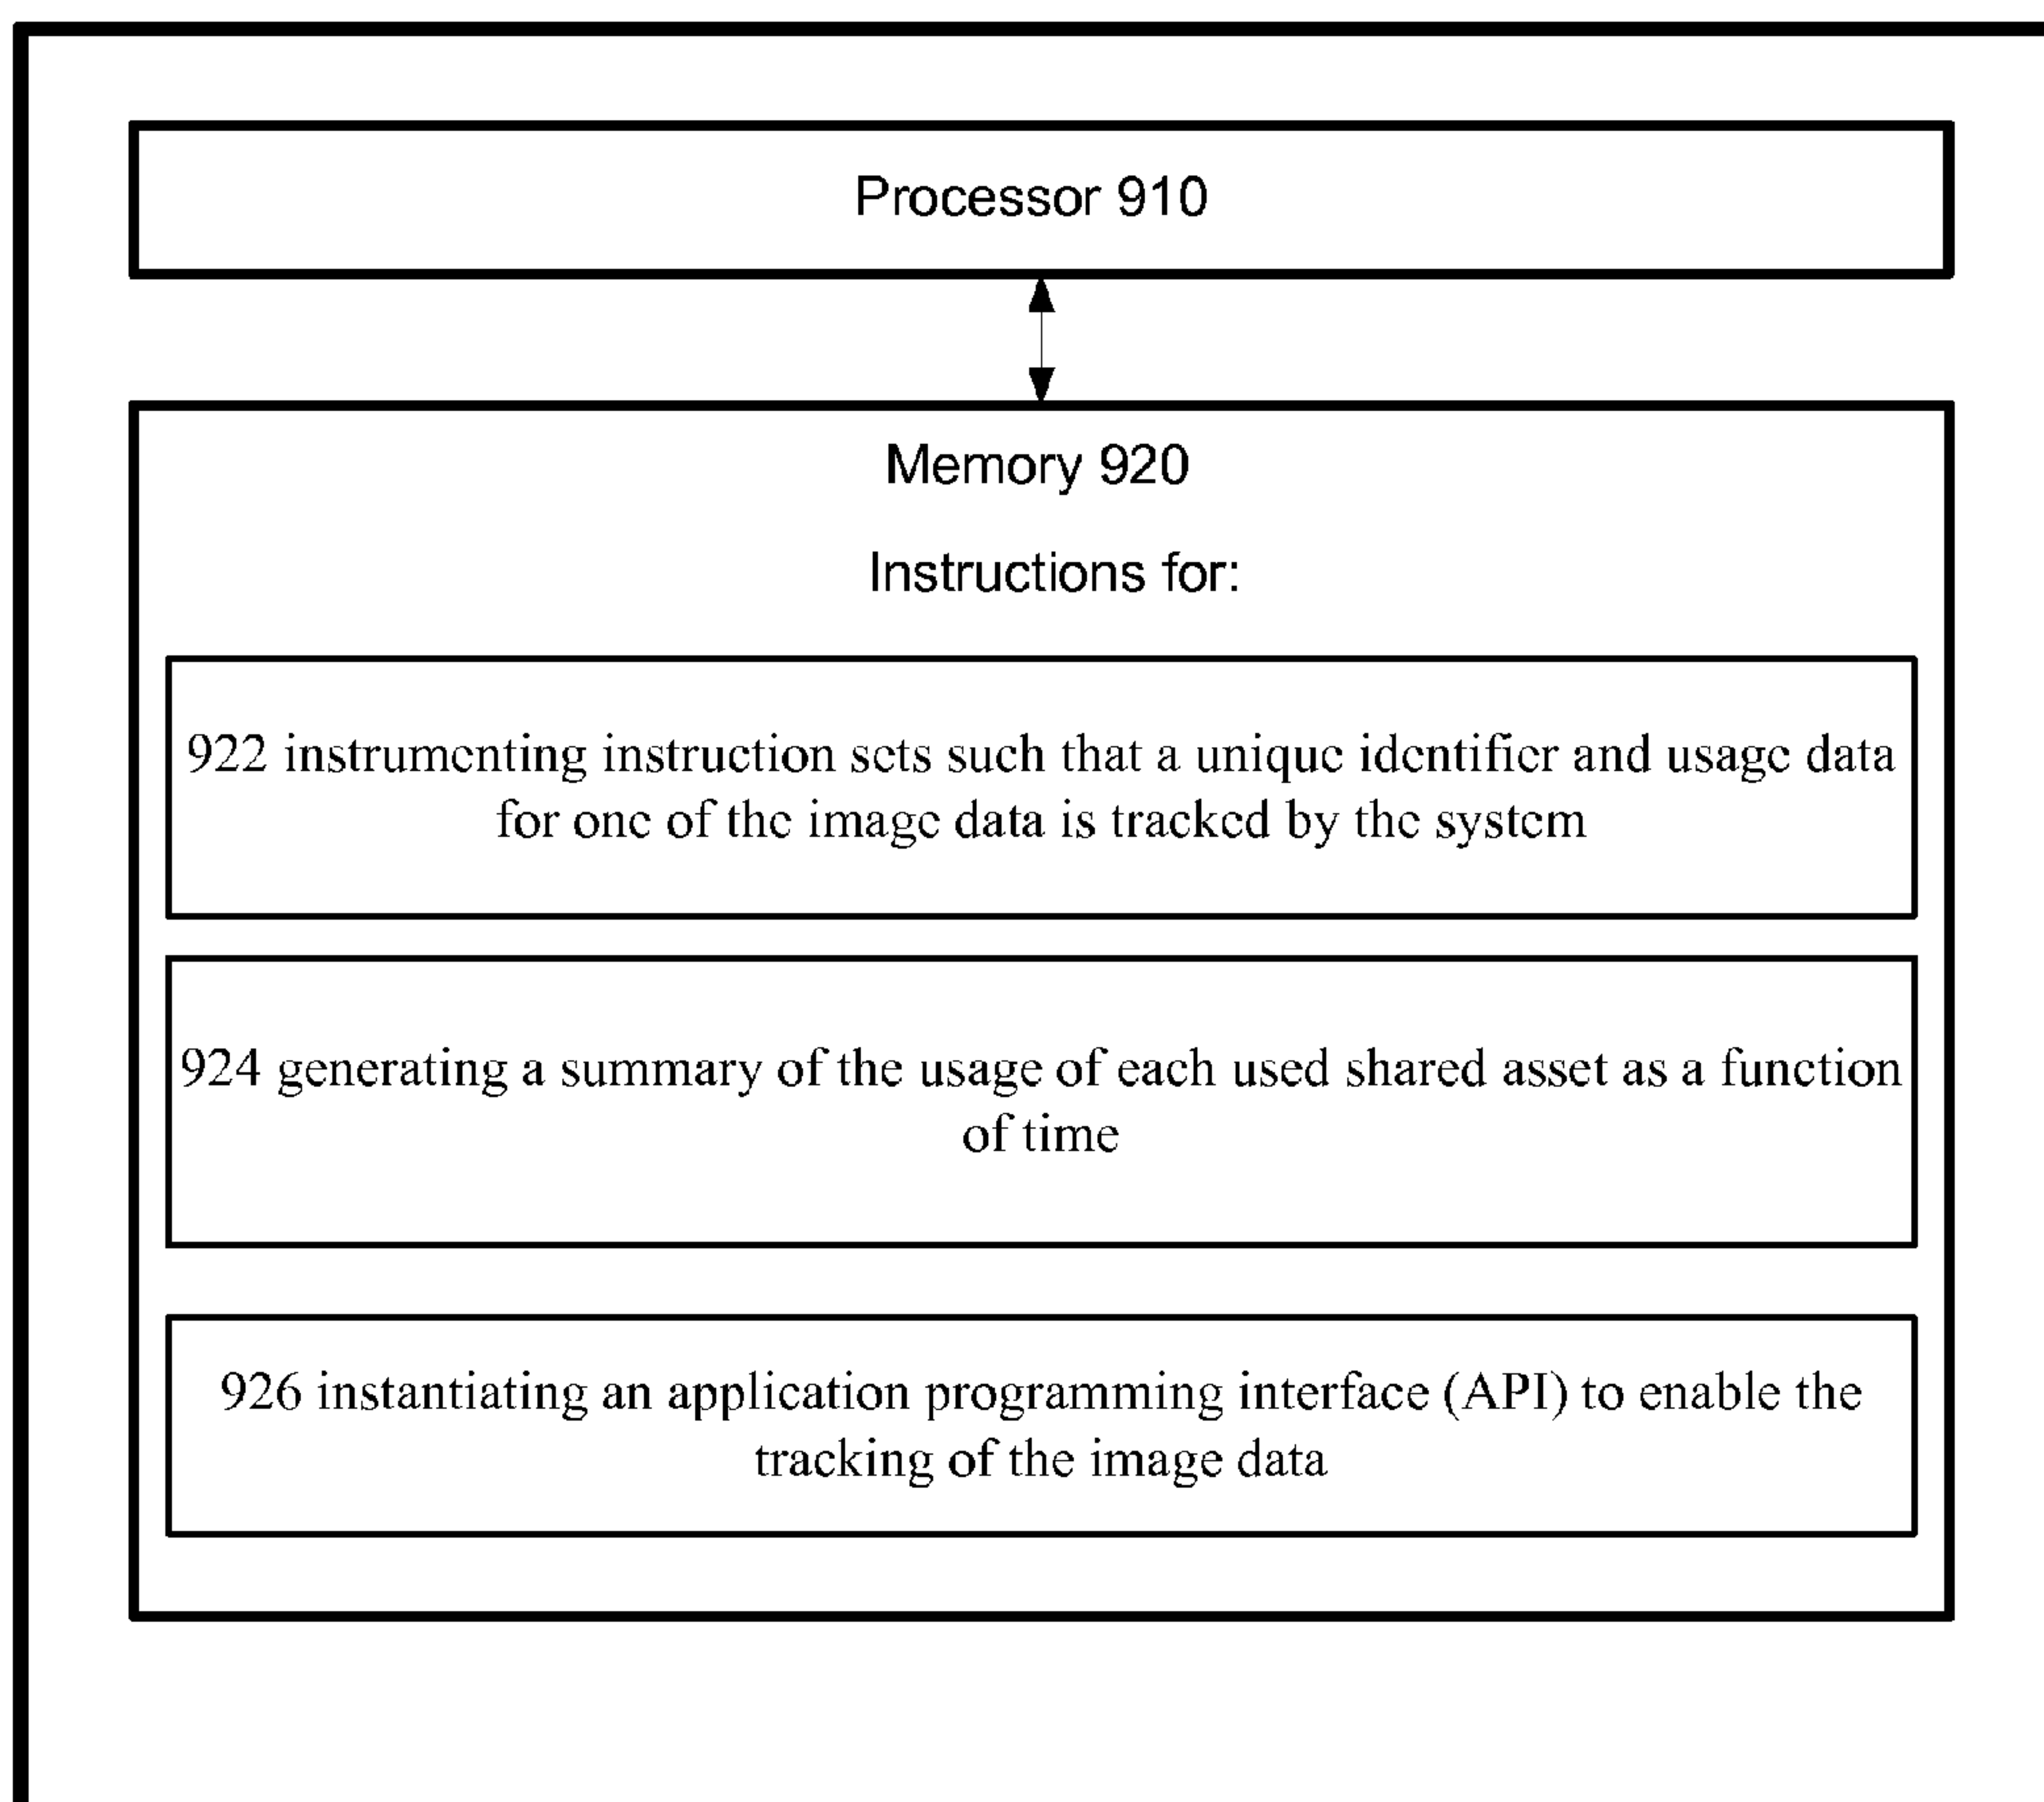 Processor 910
Memory 920
Instructions for:
922 instrumenting instruction sets such that a unique identifier and usage data
for one of the image data is tracked by the system
924 generating a summary of the usage of each used shared asset as a function
of time
926 instantiating an application programming interface (API) to enable the
tracking of the image data